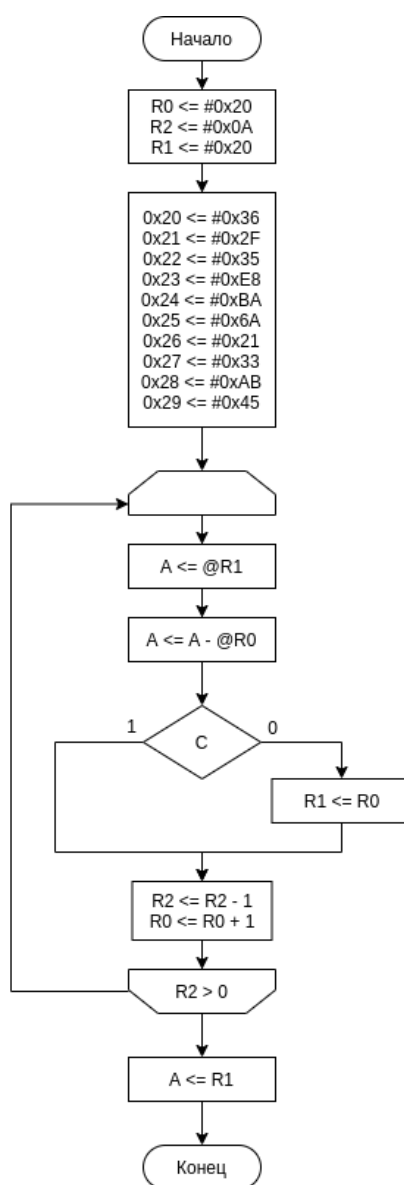 Начало
R0 <= #0x20
R2 <= #0x0A
R1 <= #0x20
0x20 <= #0x36
0x21 <= #0x2F
0x22 <= #0x35
0x23 <= #0xE8
0x24 <= #0xBA
0x25 <= #0x6A
0x26 <= #0x21
0x27 <= #0x33
0x28 <= #0xAB
0x29 <= #0x45
A <= @R1
A <= A - @R0
1
0
C
R1 <= R0
R2 <= R2 - 1
R0 <= R0 + 1
R2 > 0
A <= R1
Конец